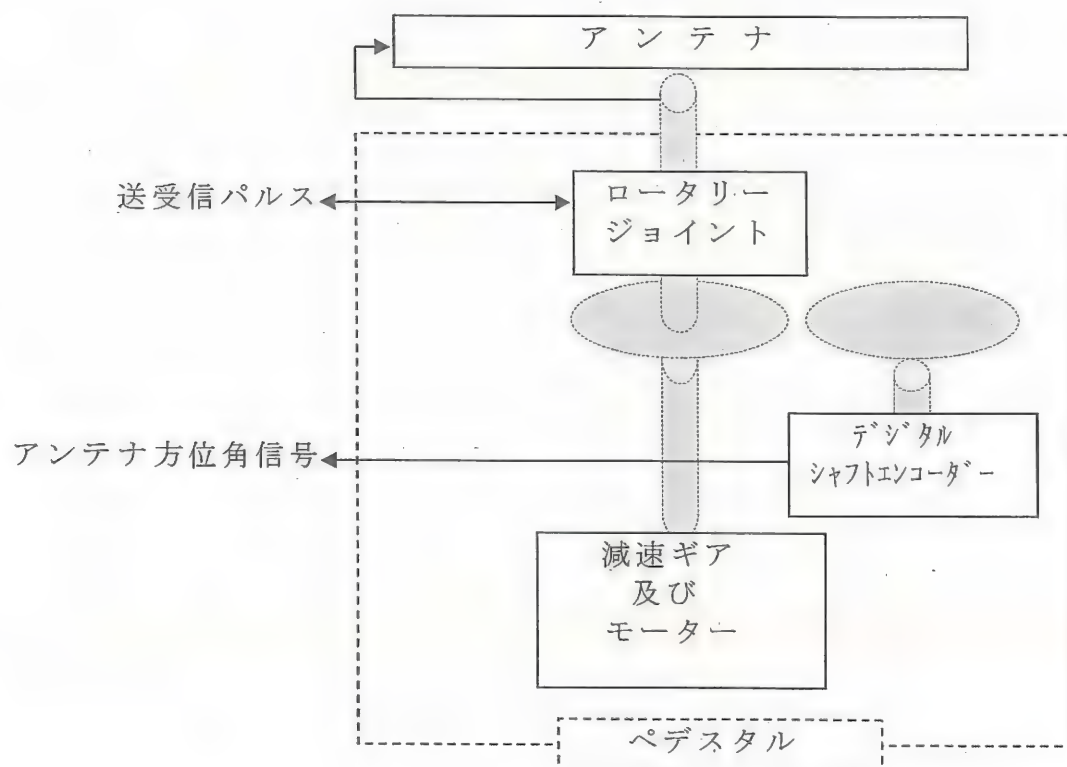 アンテナ
送受信パルス
ロータリー
ジョイント
アンテナ方位角信号
デジタル
シャフトエンコーダー
減速ギア
及び
モーター
ペデスタル